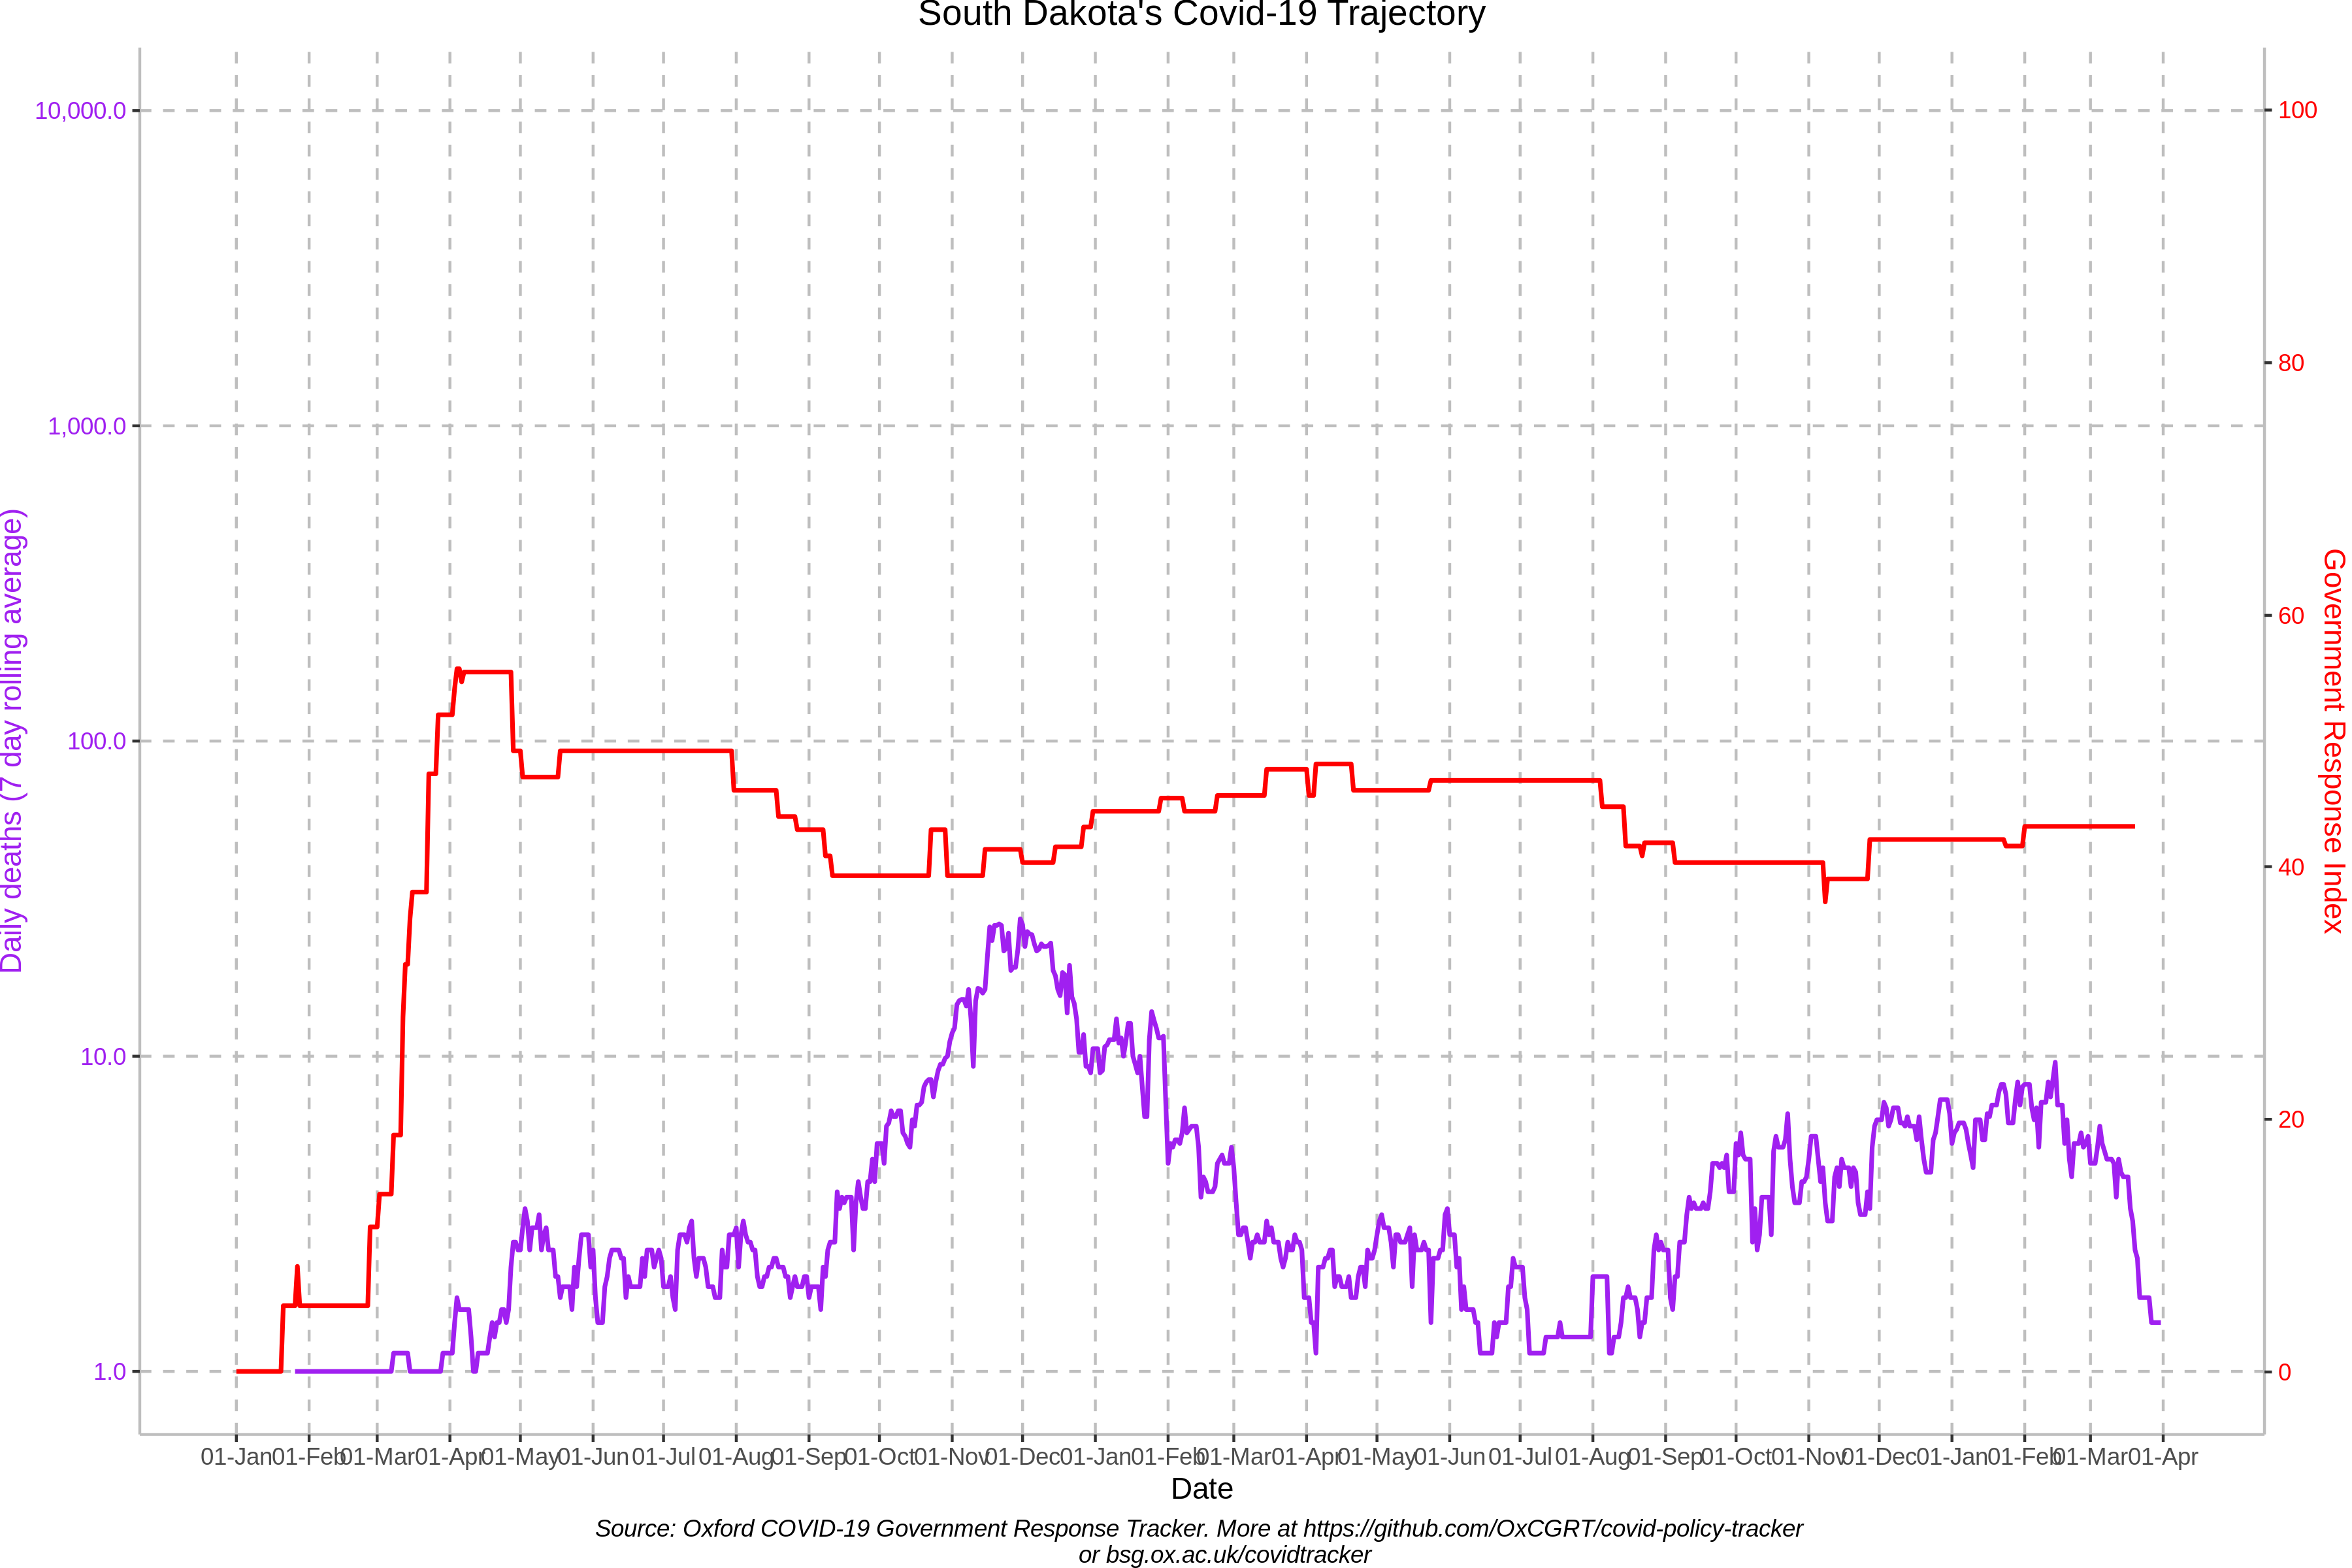 South Dakota's Covid-19 Trajectory
10,000.0
1,000.0
100.0
10.0
1.0
Daily deaths (7 day rolling average)
100
80
60
40
20
0
Government Response Index
01-Jan 01-Feb 01-Mar 01-Apr 01-May 01-Jun 01-Jul 01-Aug 01-Sep 01-Oct 01-Nov 01-Dec 01-Jan 01-Feb 01-Mar 01-Apr 01-May 01-Jun 01-Jul 01-Aug 01-Sep 01-Oct 01-Nov 01-Dec 01-Jan 01-Feb 01-Mar 01-Apr
Date
Source: Oxford COVID-19 Government Response Tracker. More at https://github.com/OxCGRT/covid-policy-tracker
or bsg.ox.ac.uk/covidtracker